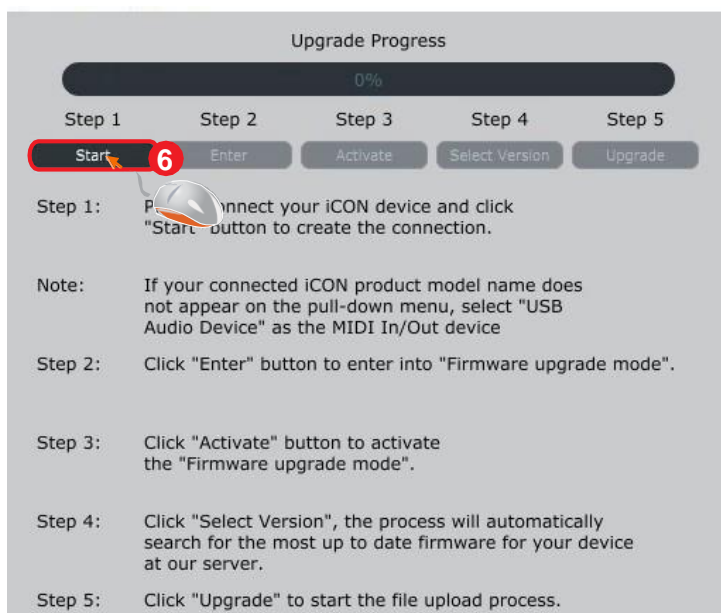 Upgrade Progress
0%
Step 1 Step 2 Step 3 Step 4 Step 5
Start 6 Enter Activate Select Version Upgrade
Step 1: connect your iCON device and click
"Start" button to create the connection.
Note: If your connected iCON product model name does
not appear on the pull-down menu, select "USB
Audio Device" as the MIDI In/Out device
Step 2: Click "Enter" button to enter into "Firmware upgrade mode".
Step 3: Click "Activate" button to activate
the "Firmware upgrade mode".
Step 4: Click "Select Version", the process will automatically
search for the most up to date firmware for your device
at our server.
Step 5: Click "Upgrade" to start the file upload process.